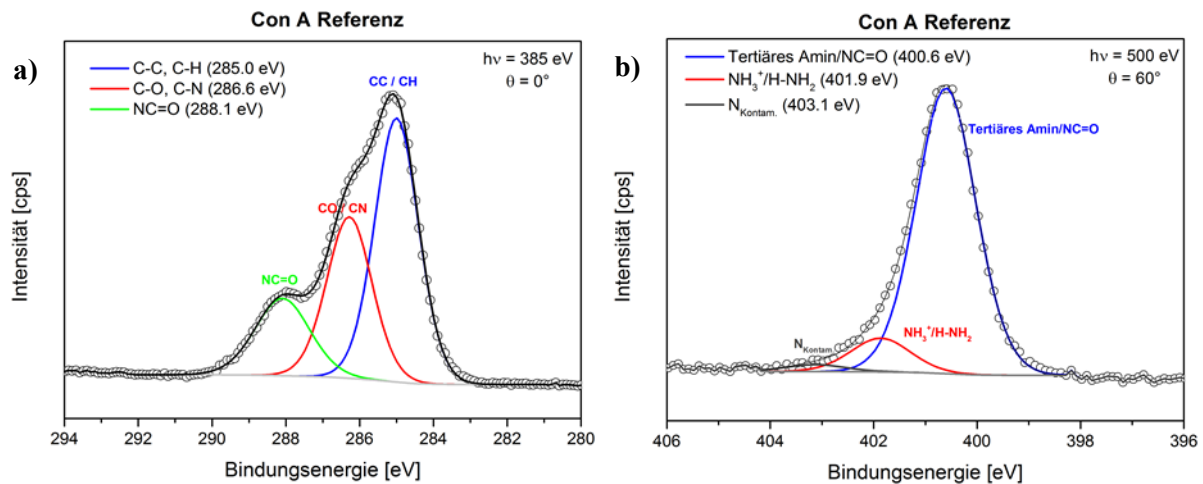 Con A Referenz
a)
C-C, C-H (285.0 eV)
C-O, C-N (286.6 eV)
NC=O (288.1 eV)
CC / CH
hν = 385 eV
θ = 0°
CO / CN
NC=O
Intensität [cps]
294 292 290 288 286 284 282 280
Bindungsenergie [eV]
Con A Referenz
b)
Tertiäres Amin/NC=O (400.6 eV)
NH₃⁺/H-NH₂ (401.9 eV)
N_Kontam. (403.1 eV)
hν = 500 eV
θ = 60°
Tertiäres Amin/NC=O
NH₃⁺/H-NH₂
N_Kontam.
Intensität [cps]
406 404 402 400 398 396
Bindungsenergie [eV]